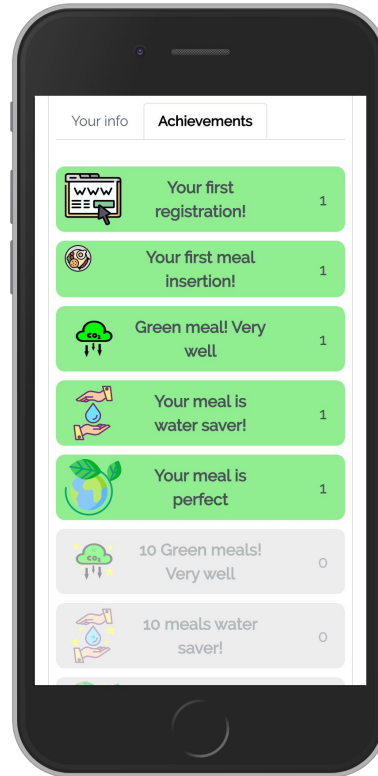 Your info
Achievements
WWW
Your first
registration!
1
Your first meal
insertion!
1
CO₂
Green meal! Very
well
1
Your meal is
water saver!
1
Your meal is
perfect
1
CO₂
10 Green meals!
Very well
0
10 meals water
saver!
0